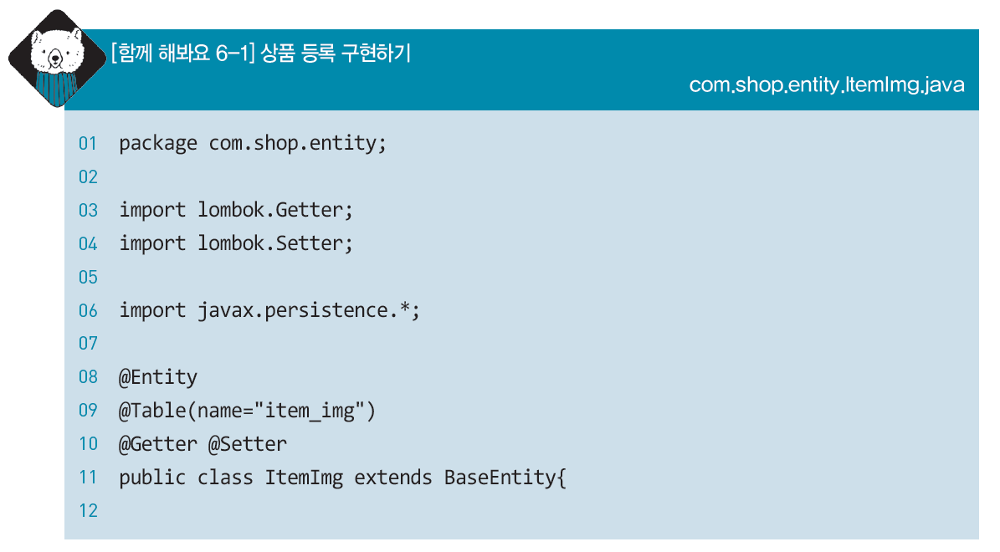 [함께 해봐요 6-1] 상품 등록 구현하기
com.shop.entity.ItemImg.java
01 package com.shop.entity;
02
03 import lombok.Getter;
04 import lombok.Setter;
05
06 import javax.persistence.*;
07
08 @Entity
09 @Table(name="item_img")
10 @Getter @Setter
11 public class ItemImg extends BaseEntity{
12